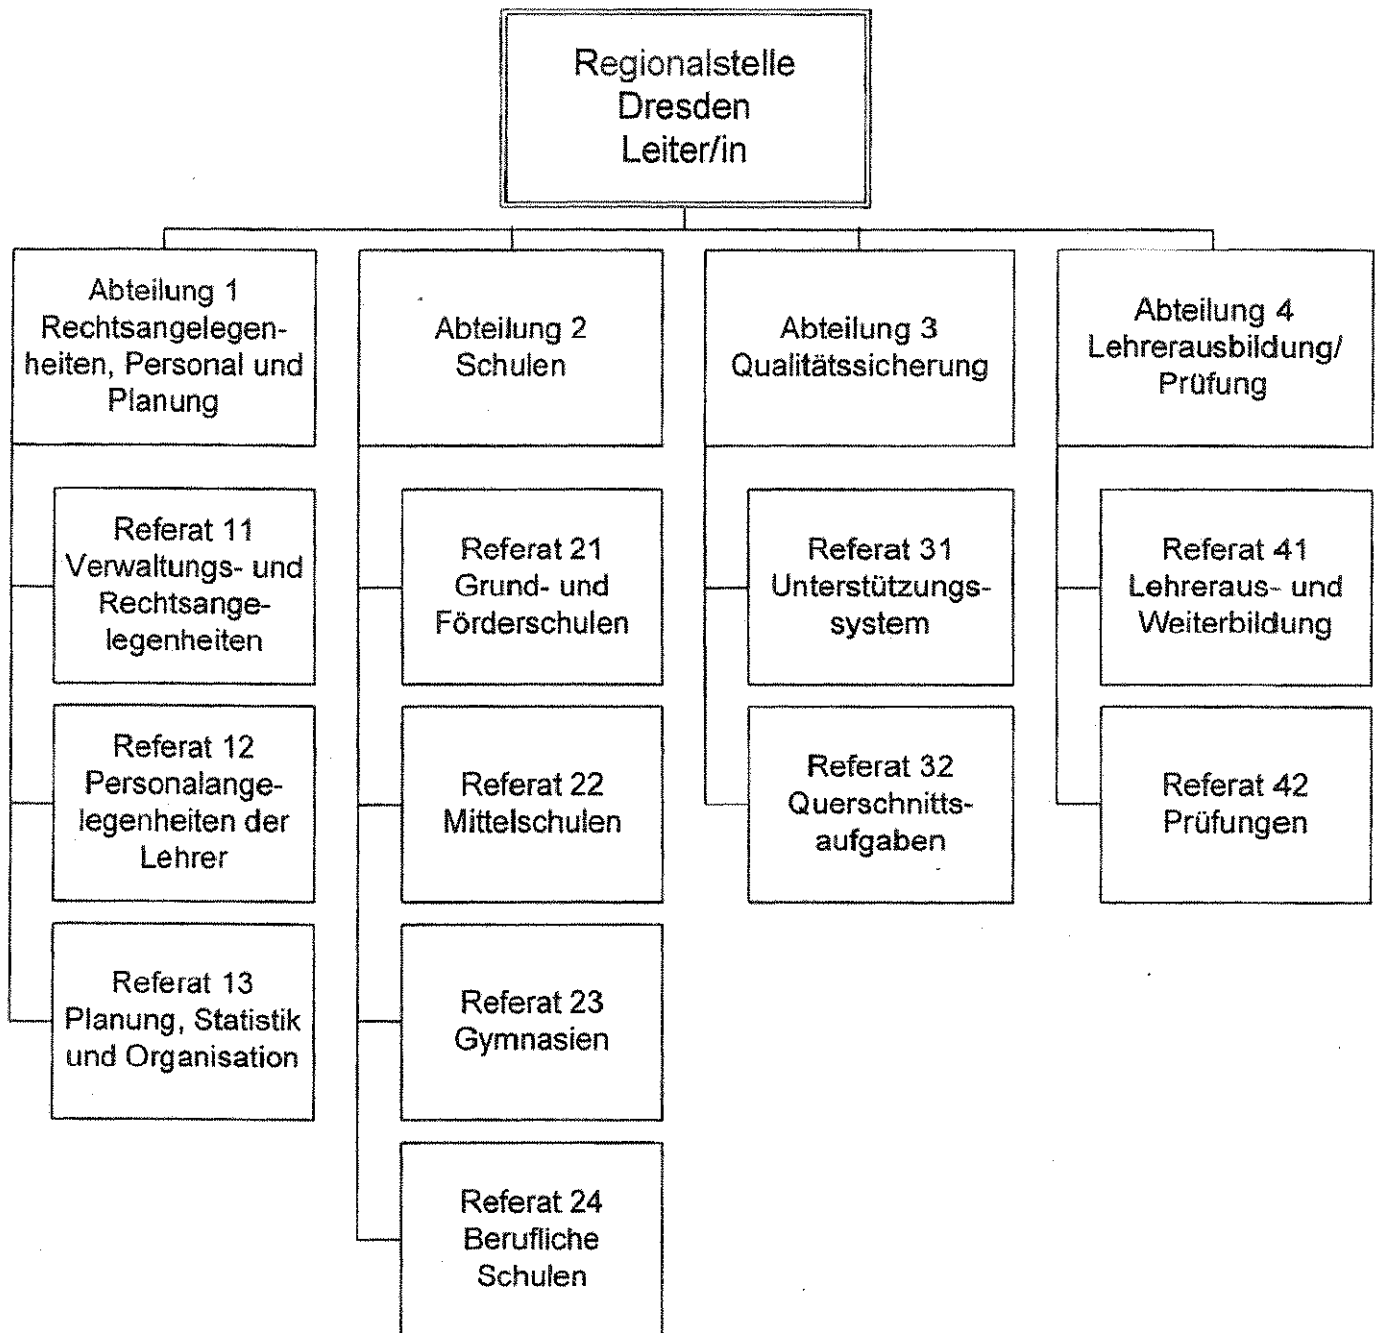 Regionalstelle
Dresden
Leiter/in
Abteilung 1
Rechtsangelegen-
heiten, Personal und
Planung
Abteilung 2
Schulen
Abteilung 3
Qualitätssicherung
Abteilung 4
Lehrerausbildung/
Prüfung
Referat 11
Verwaltungs- und
Rechtsange-
legenheiten
Referat 21
Grund- und
Förderschulen
Referat 31
Unterstützungs-
system
Referat 41
Lehreraus- und
Weiterbildung
Referat 12
Personalange-
legenheiten der
Lehrer
Referat 22
Mittelschulen
Referat 32
Querschnitts-
aufgaben
Referat 42
Prüfungen
Referat 13
Planung, Statistik
und Organisation
Referat 23
Gymnasien
Referat 24
Berufliche
Schulen